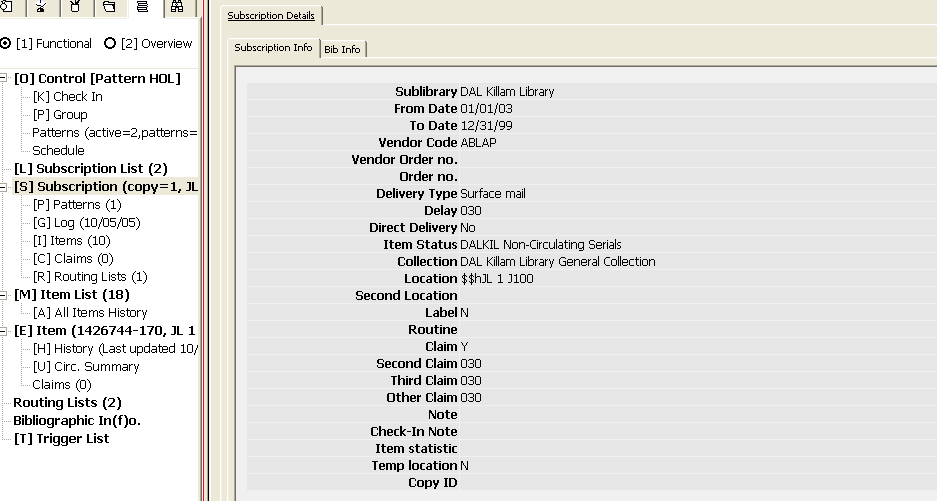 [1] Functional [2] Overview
[O] Control [Pattern HOL]
[K] Check In
[P] Group
Patterns (active=2,patterns=
Schedule
[L] Subscription List (2)
[S] Subscription (copy=1, JL
[P] Patterns (1)
[G] Log (10/05/05)
[I] Items (10)
[C] Claims (0)
[R] Routing Lists (1)
[M] Item List (18)
[A] All Items History
[E] Item (1426744-170, JL 1
[H] History (Last updated 10/
[U] Circ. Summary
Claims (0)
Routing Lists (2)
Bibliographic In(f)o.
[T] Trigger List
Subscription Details
Subscription Info Bib Info
Sublibrary DAL Killam Library
From Date 01/01/03
To Date 12/31/99
Vendor Code ABLAP
Vendor Order no.
Order no.
Delivery Type Surface mail
Delay 030
Direct Delivery No
Item Status DALKIL Non-Circulating Serials
Collection DAL Killam Library General Collection
Location $$hJL 1 J100
Second Location
Label N
Routine
Claim Y
Second Claim 030
Third Claim 030
Other Claim 030
Note
Check-In Note
Item statistic
Temp location N
Copy ID